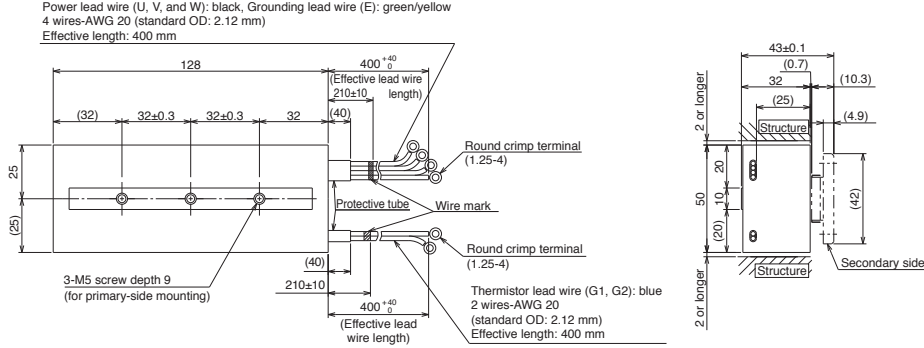 Power lead wire (U, V, and W): black, Grounding lead wire (E): green/yellow
4 wires-AWG 20 (standard OD: 2.12 mm)
Effective length: 400 mm
128
400 +40 0
(Effective lead wire length)
210±10
(32)
32±0.3
32±0.3
32
(40)
25
(25)
Round crimp terminal
(1.25-4)
Protective tube
Wire mark
Round crimp terminal
(1.25-4)
3-M5 screw depth 9
(for primary-side mounting)
(40)
210±10
400 +40 0
(Effective lead
wire length)
Thermistor lead wire (G1, G2): blue
2 wires-AWG 20
(standard OD: 2.12 mm)
Effective length: 400 mm
43±0.1
(0.7)
32
(10.3)
(25)
(4.9)
2 or longer
Structure
50
20
10
(20)
(42)
Secondary side
Structure
2 or longer